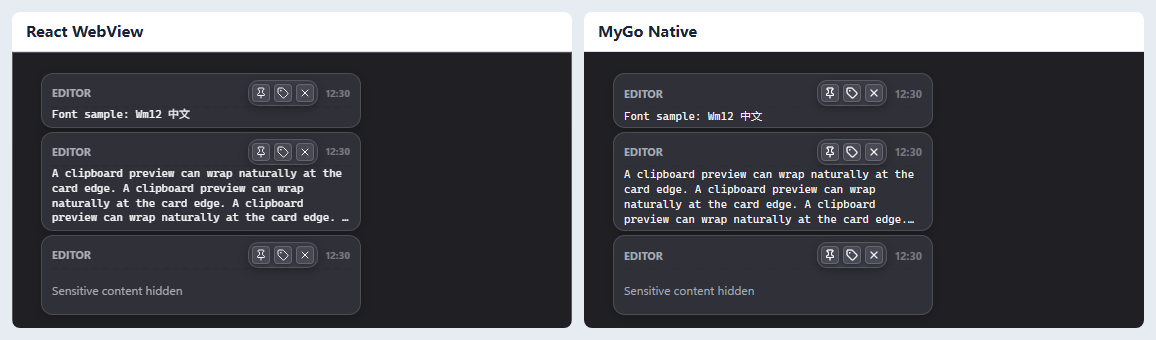 React WebView
EDITOR 12:30
Font sample: Wm12 中文
EDITOR 12:30
A clipboard preview can wrap naturally at the
card edge. A clipboard preview can wrap
naturally at the card edge. A clipboard
preview can wrap naturally at the card edge. …
EDITOR 12:30
Sensitive content hidden
MyGo Native
EDITOR 12:30
Font sample: Wm12 中文
EDITOR 12:30
A clipboard preview can wrap naturally at the
card edge. A clipboard preview can wrap
naturally at the card edge. A clipboard
preview can wrap naturally at the card edge.…
EDITOR 12:30
Sensitive content hidden